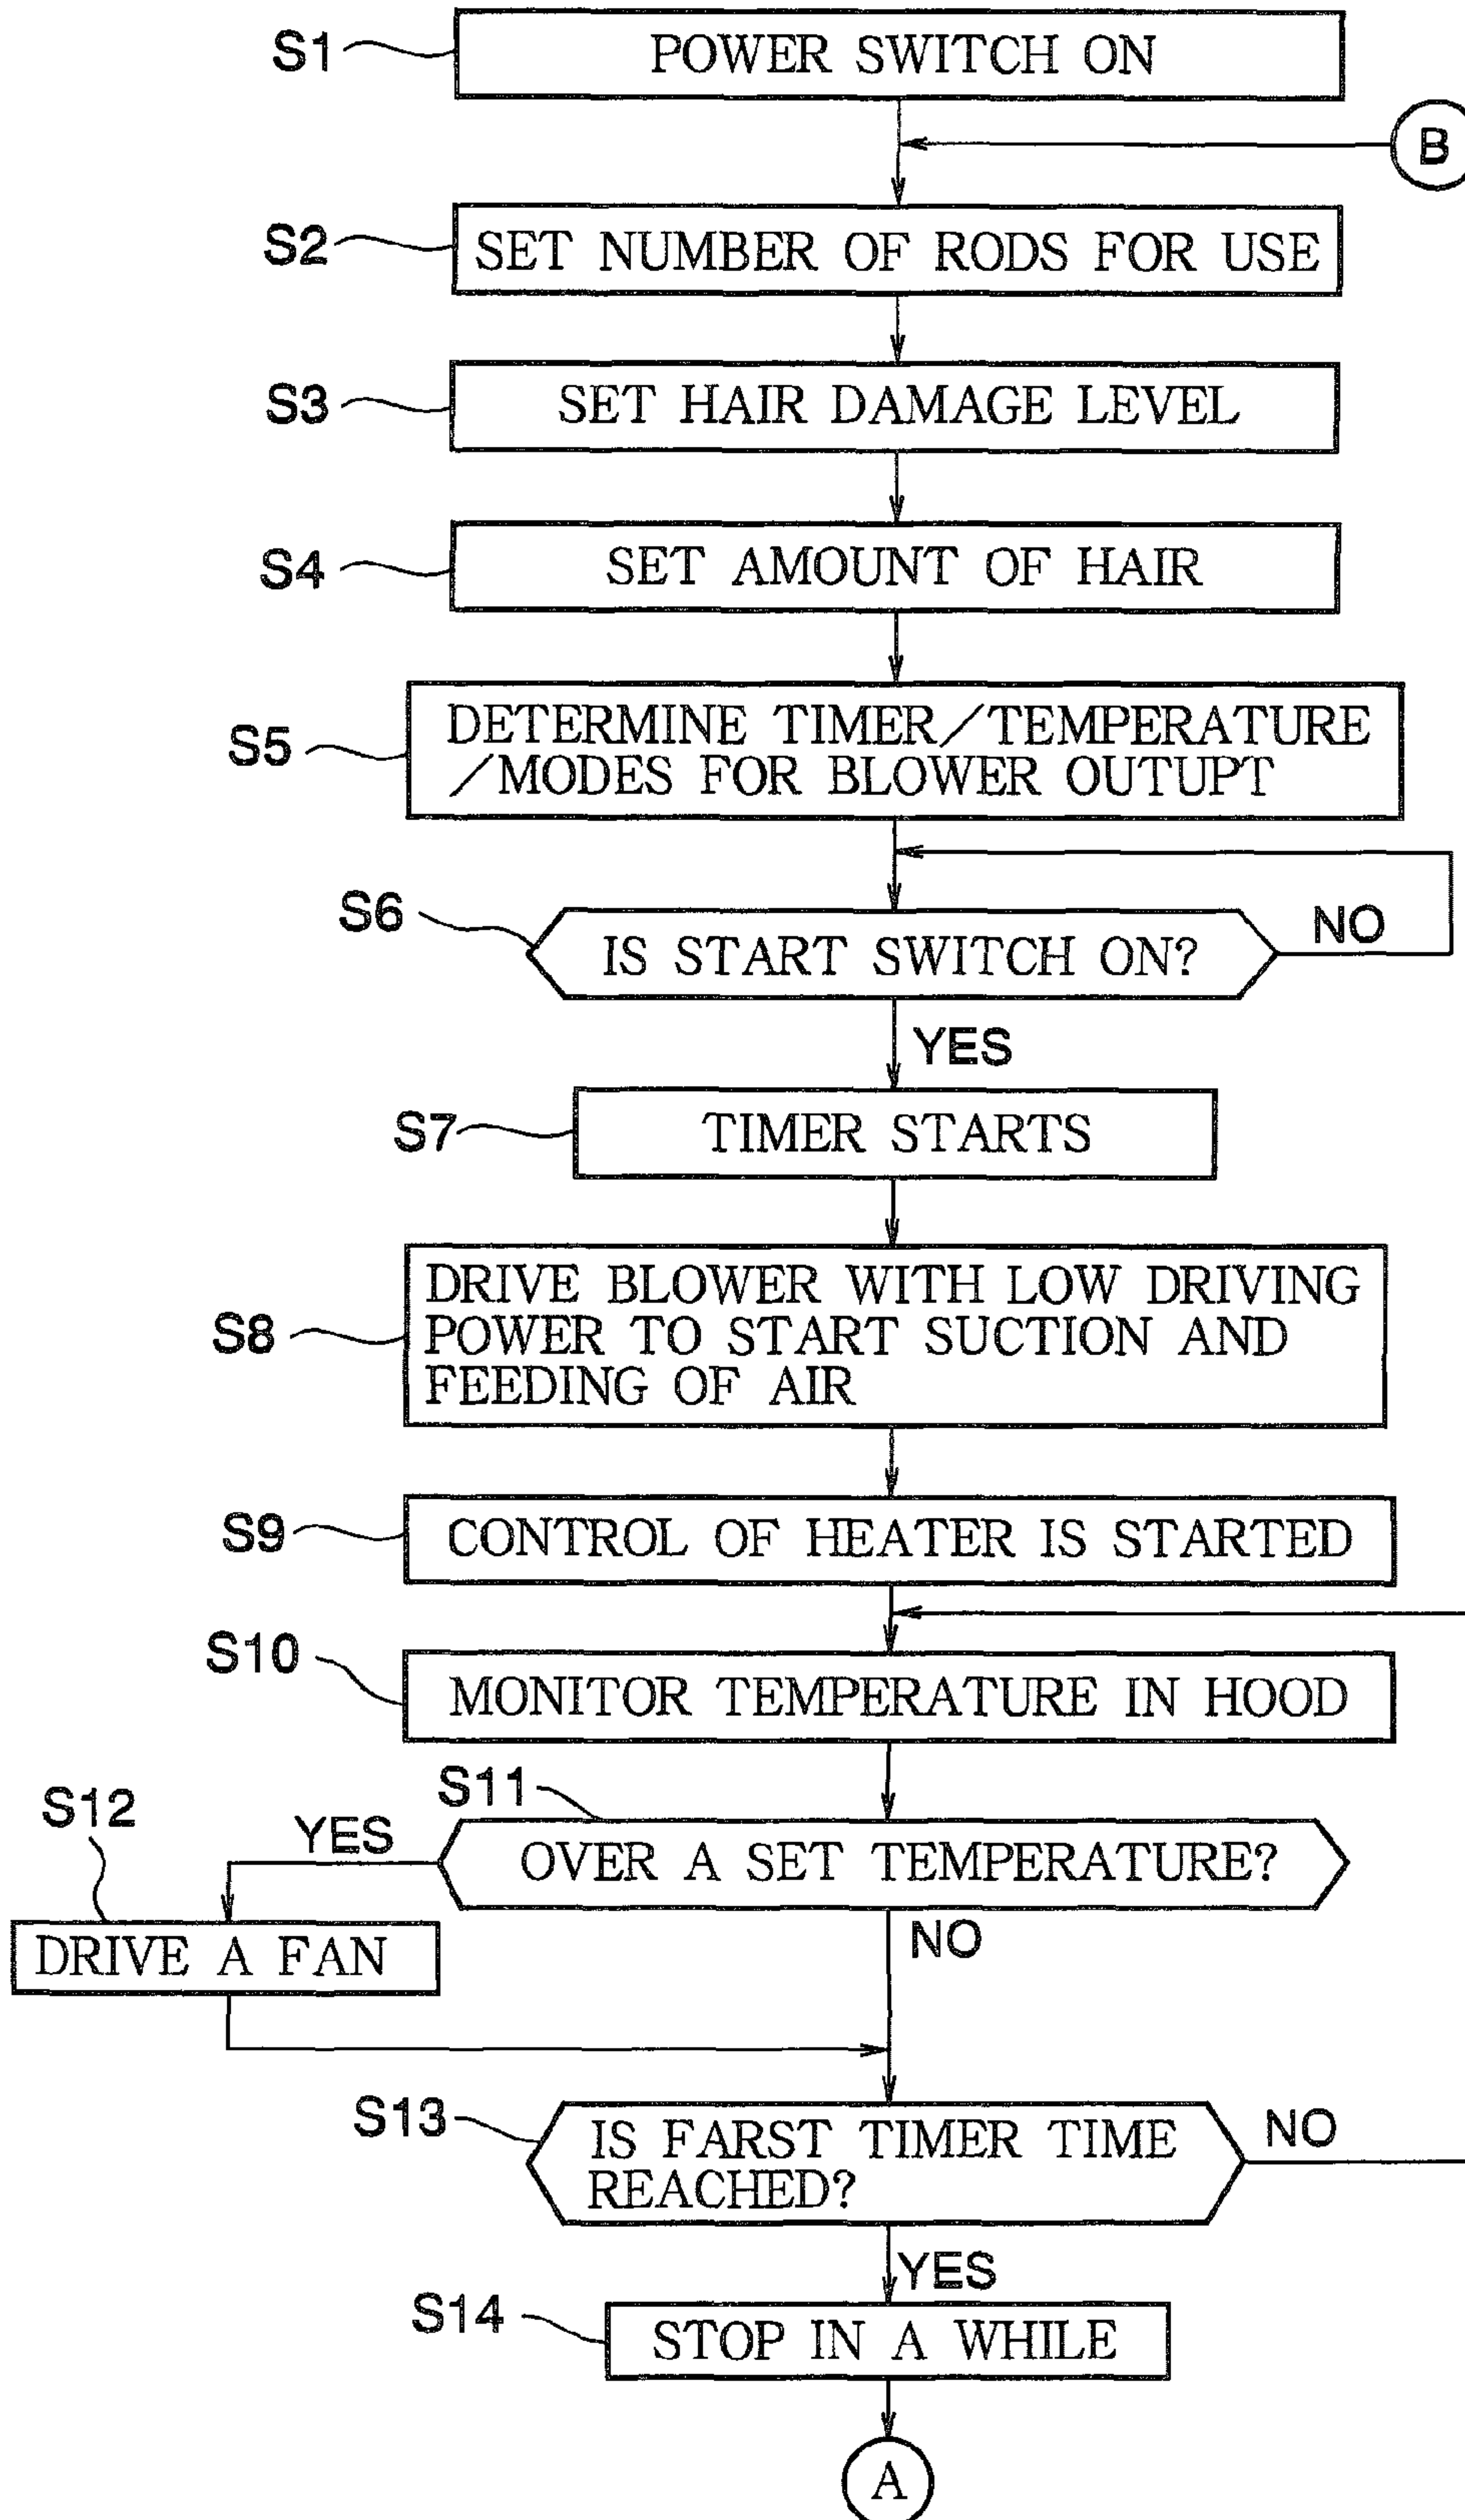 S1
POWER SWITCH ON
B
S2
SET NUMBER OF RODS FOR USE
S3
SET HAIR DAMAGE LEVEL
S4
SET AMOUNT OF HAIR
S5
DETERMINE TIMER/TEMPERATURE
/MODES FOR BLOWER OUTUPT
S6
IS START SWITCH ON?
NO
YES
S7
TIMER STARTS
S8
DRIVE BLOWER WITH LOW DRIVING
POWER TO START SUCTION AND
FEEDING OF AIR
S9
CONTROL OF HEATER IS STARTED
S10
MONITOR TEMPERATURE IN HOOD
S11
OVER A SET TEMPERATURE?
YES
S12
DRIVE A FAN
NO
S13
IS FARST TIMER TIME
REACHED?
NO
YES
S14
STOP IN A WHILE
A